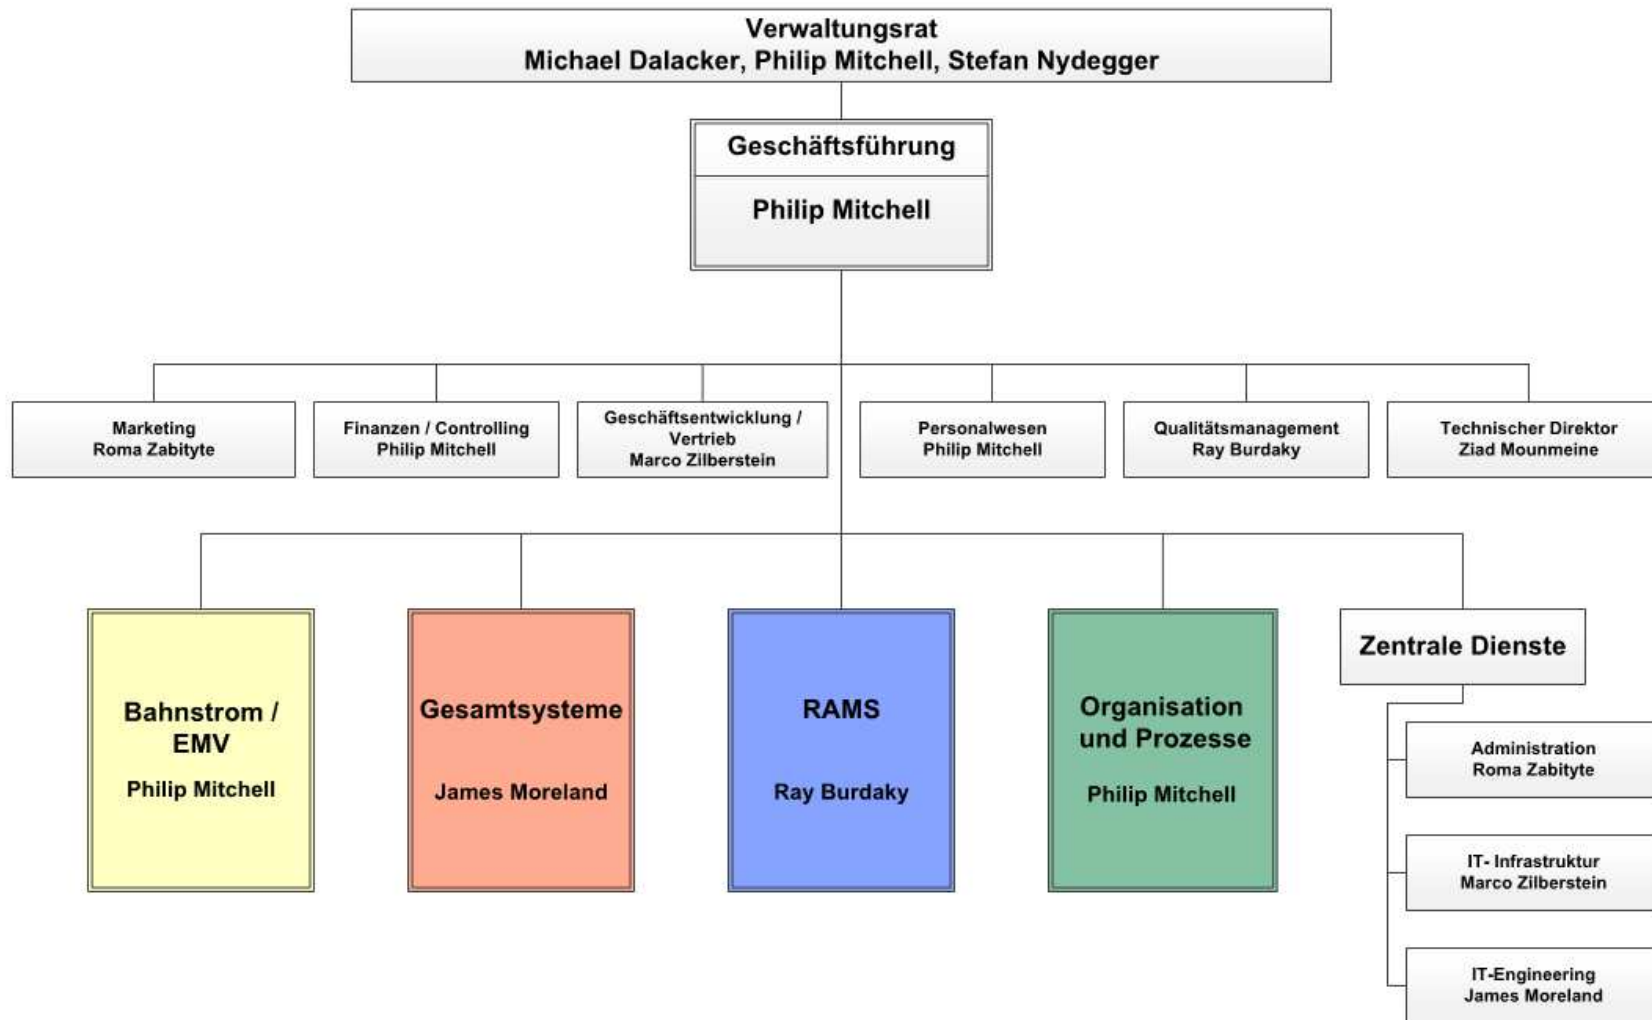 Verwaltungsrat
Michael Dalacker, Philip Mitchell, Stefan Nydegger
Geschäftsführung
Philip Mitchell
Marketing
Roma Zabityte
Finanzen / Controlling
Philip Mitchell
Geschäftsentwicklung /
Vertrieb
Marco Zilberstein
Personalwesen
Philip Mitchell
Qualitätsmanagement
Ray Burdaky
Technischer Direktor
Ziad Mounmeine
Bahnstrom /
EMV
Philip Mitchell
Gesamtsysteme
James Moreland
RAMS
Ray Burdaky
Organisation
und Prozesse
Philip Mitchell
Zentrale Dienste
Administration
Roma Zabityte
IT- Infrastruktur
Marco Zilberstein
IT-Engineering
James Moreland